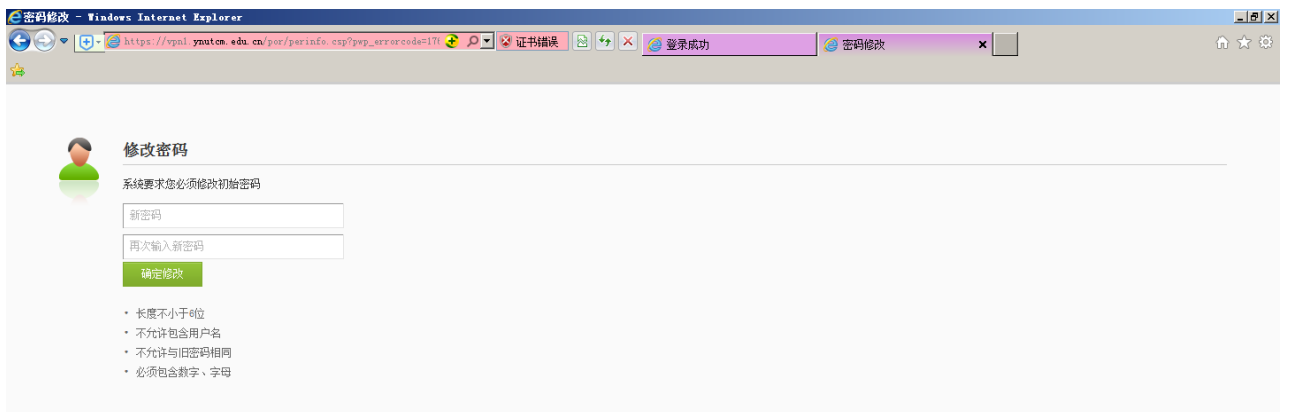 密码修改 - Windows Internet Explorer
https://vpn1.ynutcm.edu.cn/por/perinfo.csp?pwp_errorcode=17
证书错误
登录成功
密码修改
修改密码
系统要求您必须修改初始密码
新密码
再次输入新密码
确定修改
• 长度不小于6位
• 不允许包含用户名
• 不允许与旧密码相同
• 必须包含数字、字母